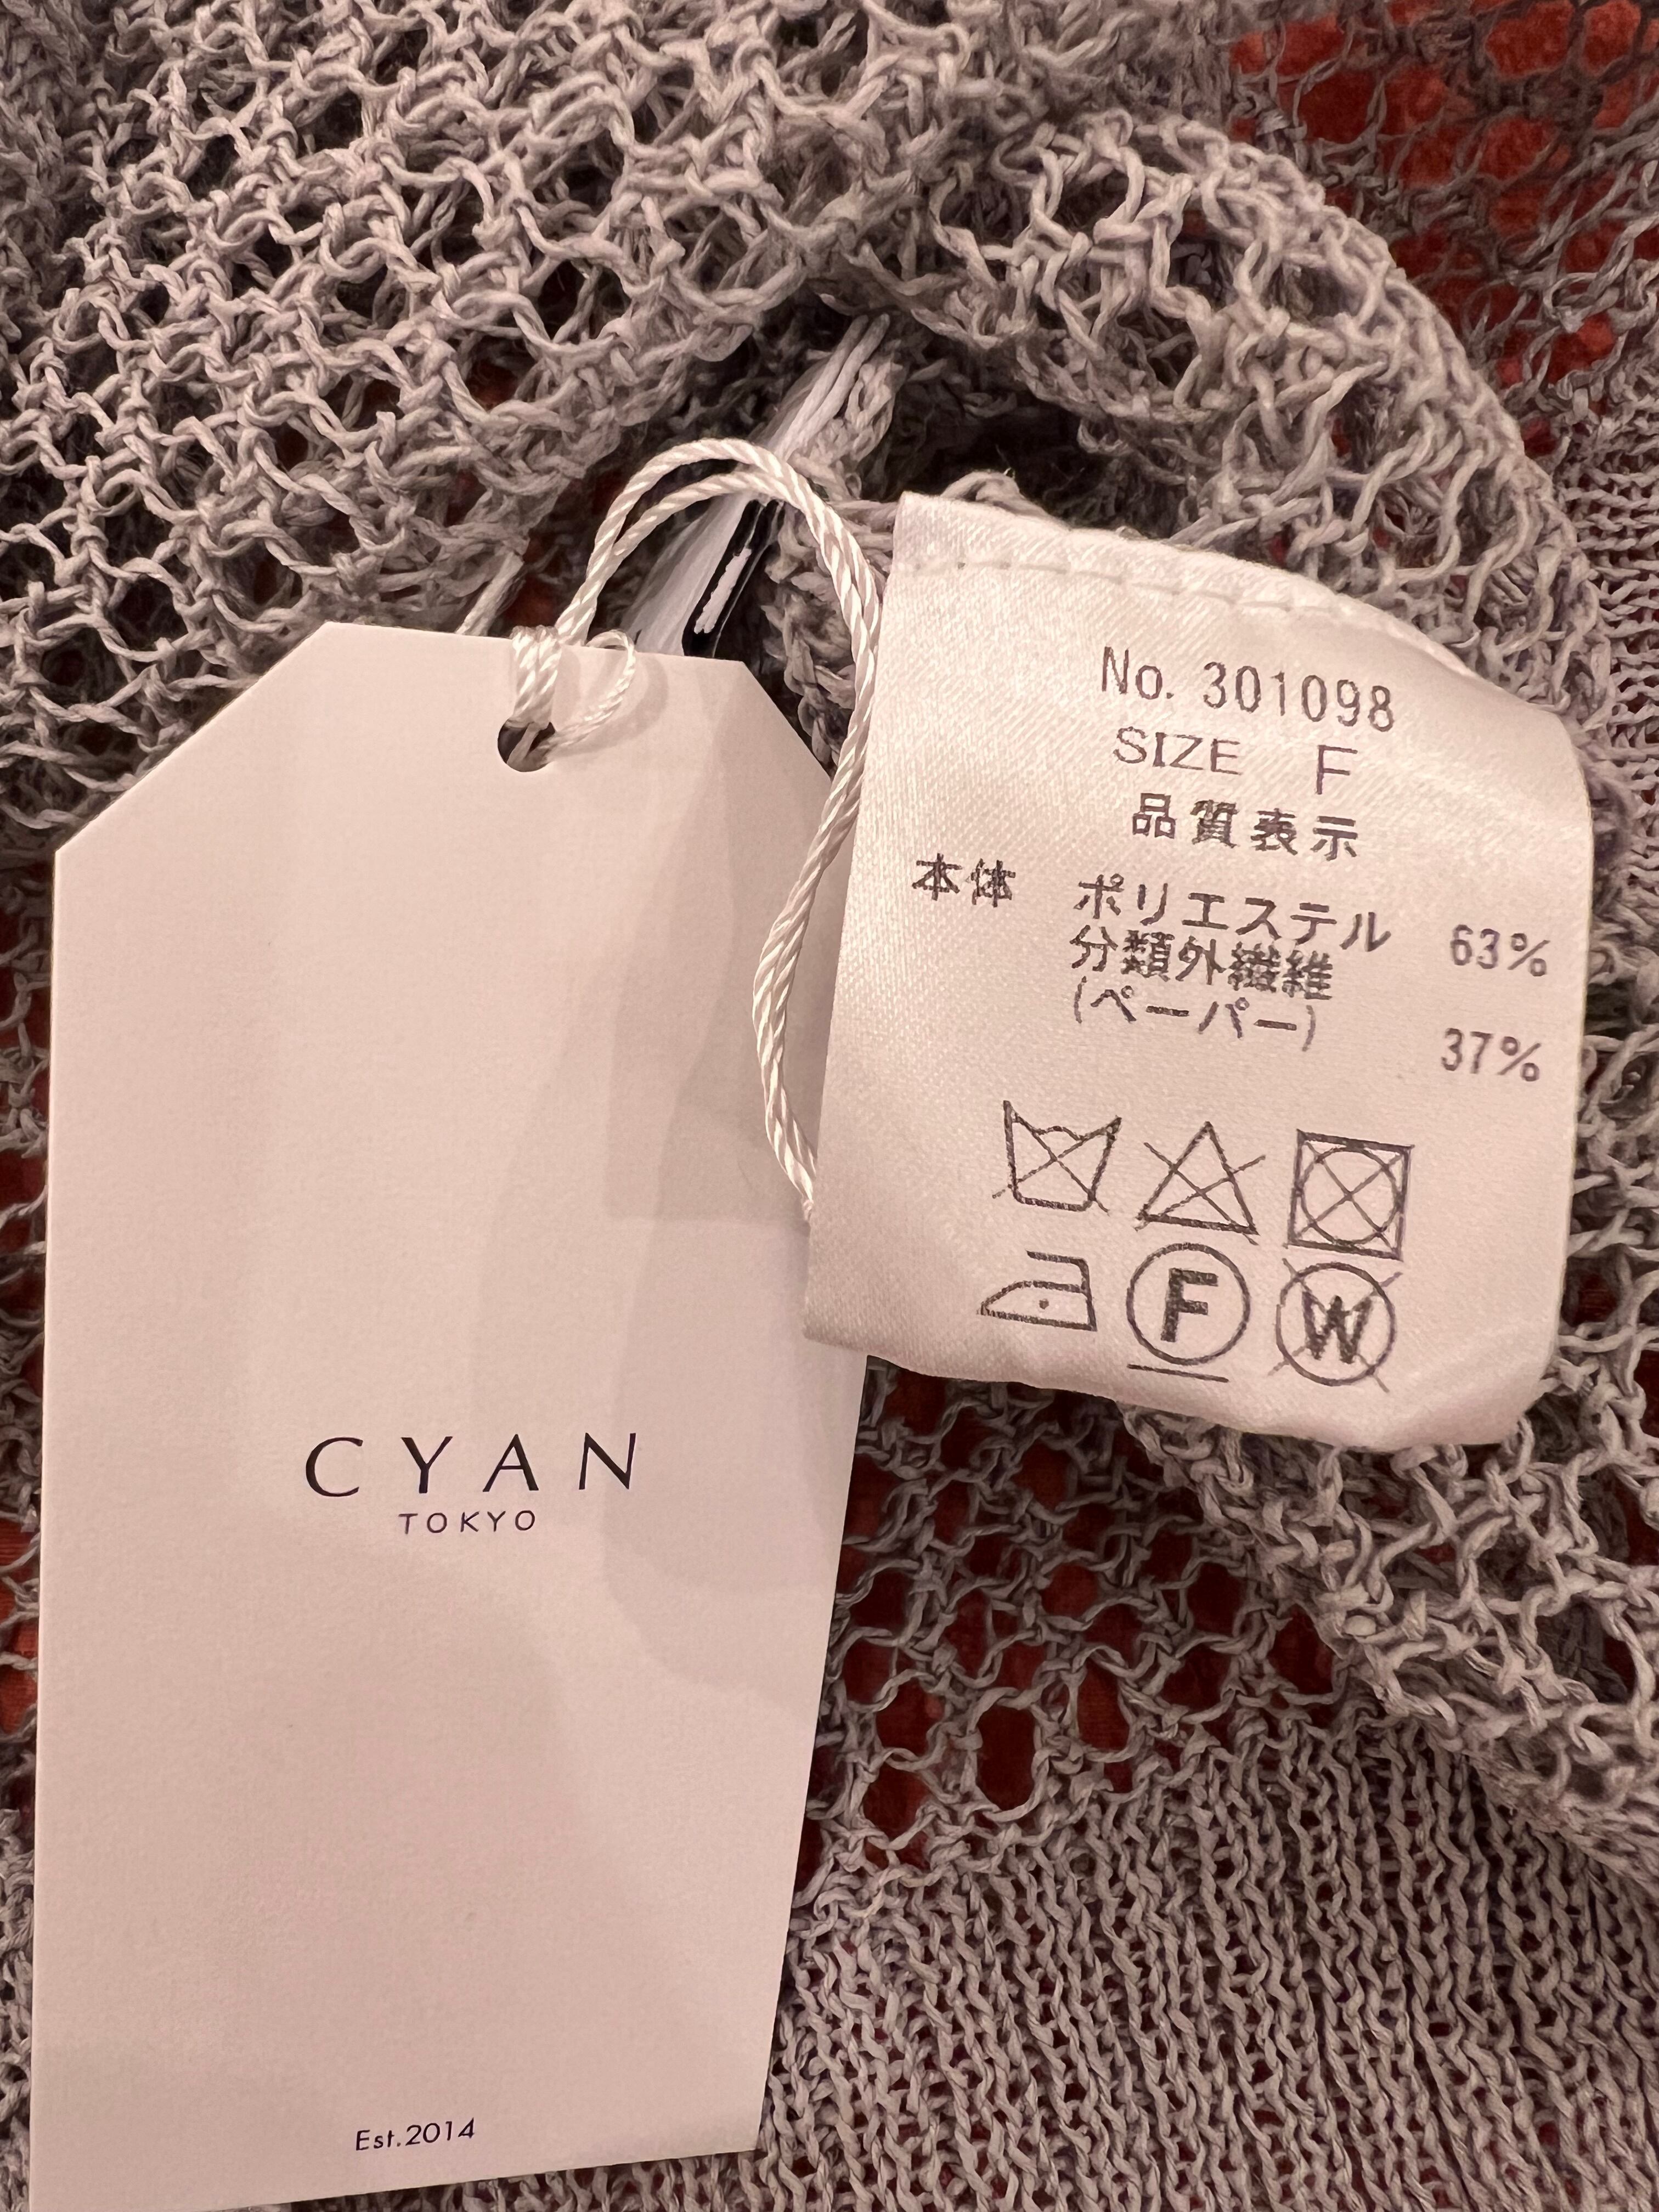 No. 301098
SIZE F
品質表示
本体 ポリエステル 63%
分類外繊維
(ペーパー)
37%
F
W
CYAN
TOKYO
Est.2014